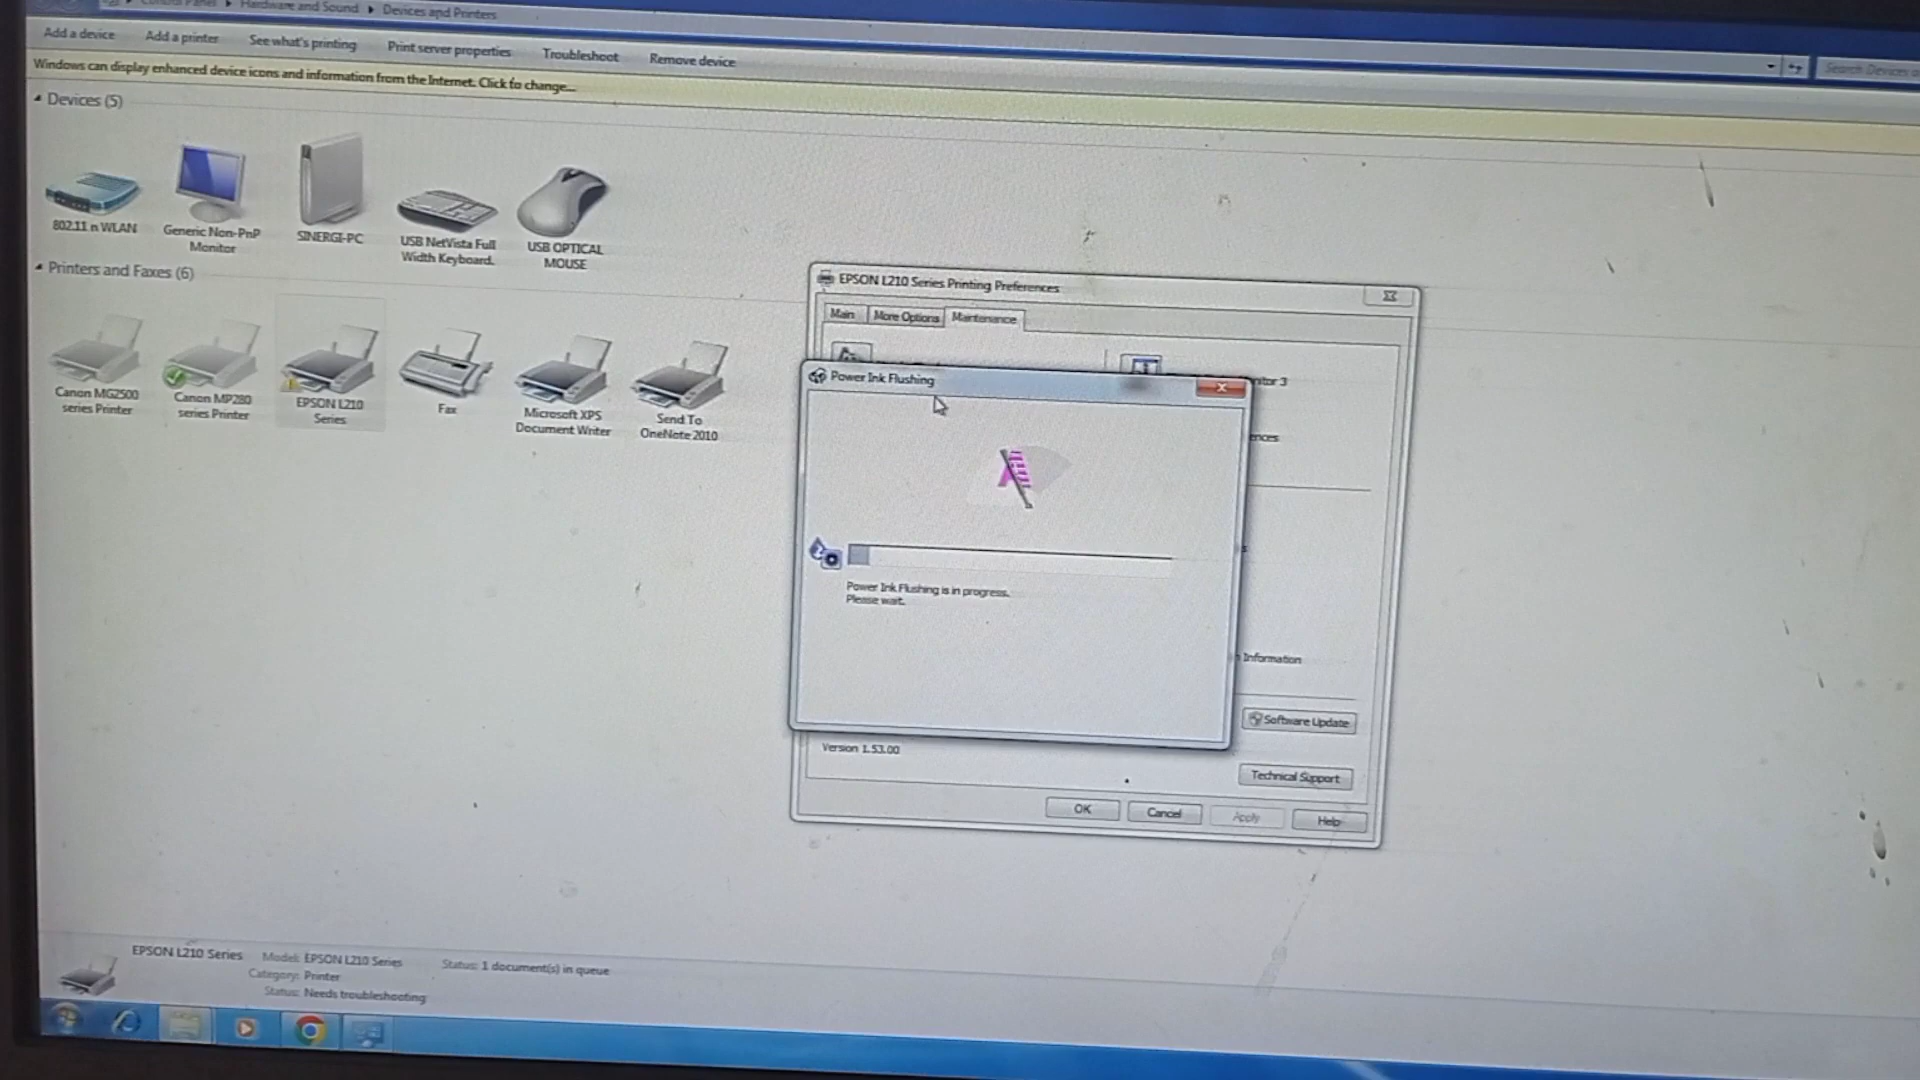 Control Panel ▸ Hardware and Sound ▸ Devices and Printers
Search Devices
Add a device Add a printer See what's printing Print server properties Troubleshoot Remove device
Windows can display enhanced device icons and information from the Internet. Click to change...
Devices (5)
802.11 n WLAN
Generic Non-PnP
Monitor
SINERGI-PC
USB NetVista Full
Width Keyboard.
USB OPTICAL
MOUSE
Printers and Faxes (6)
Canon MG2500
series Printer
Canon MP280
series Printer
EPSON L210
Series
Fax
Microsoft XPS
Document Writer
Send To
OneNote 2010
EPSON L210 Series Printing Preferences
Main More Options Maintenance
nitor 3
Power Ink Flushing
ences
Power Ink Flushing is in progress.
Please wait.
Information
Software Update
Version 1.53.00
Technical Support
OK Cancel Apply Help
EPSON L210 Series Model: EPSON L210 Series Status: 1 document(s) in queue
Category: Printer
Status: Needs troubleshooting